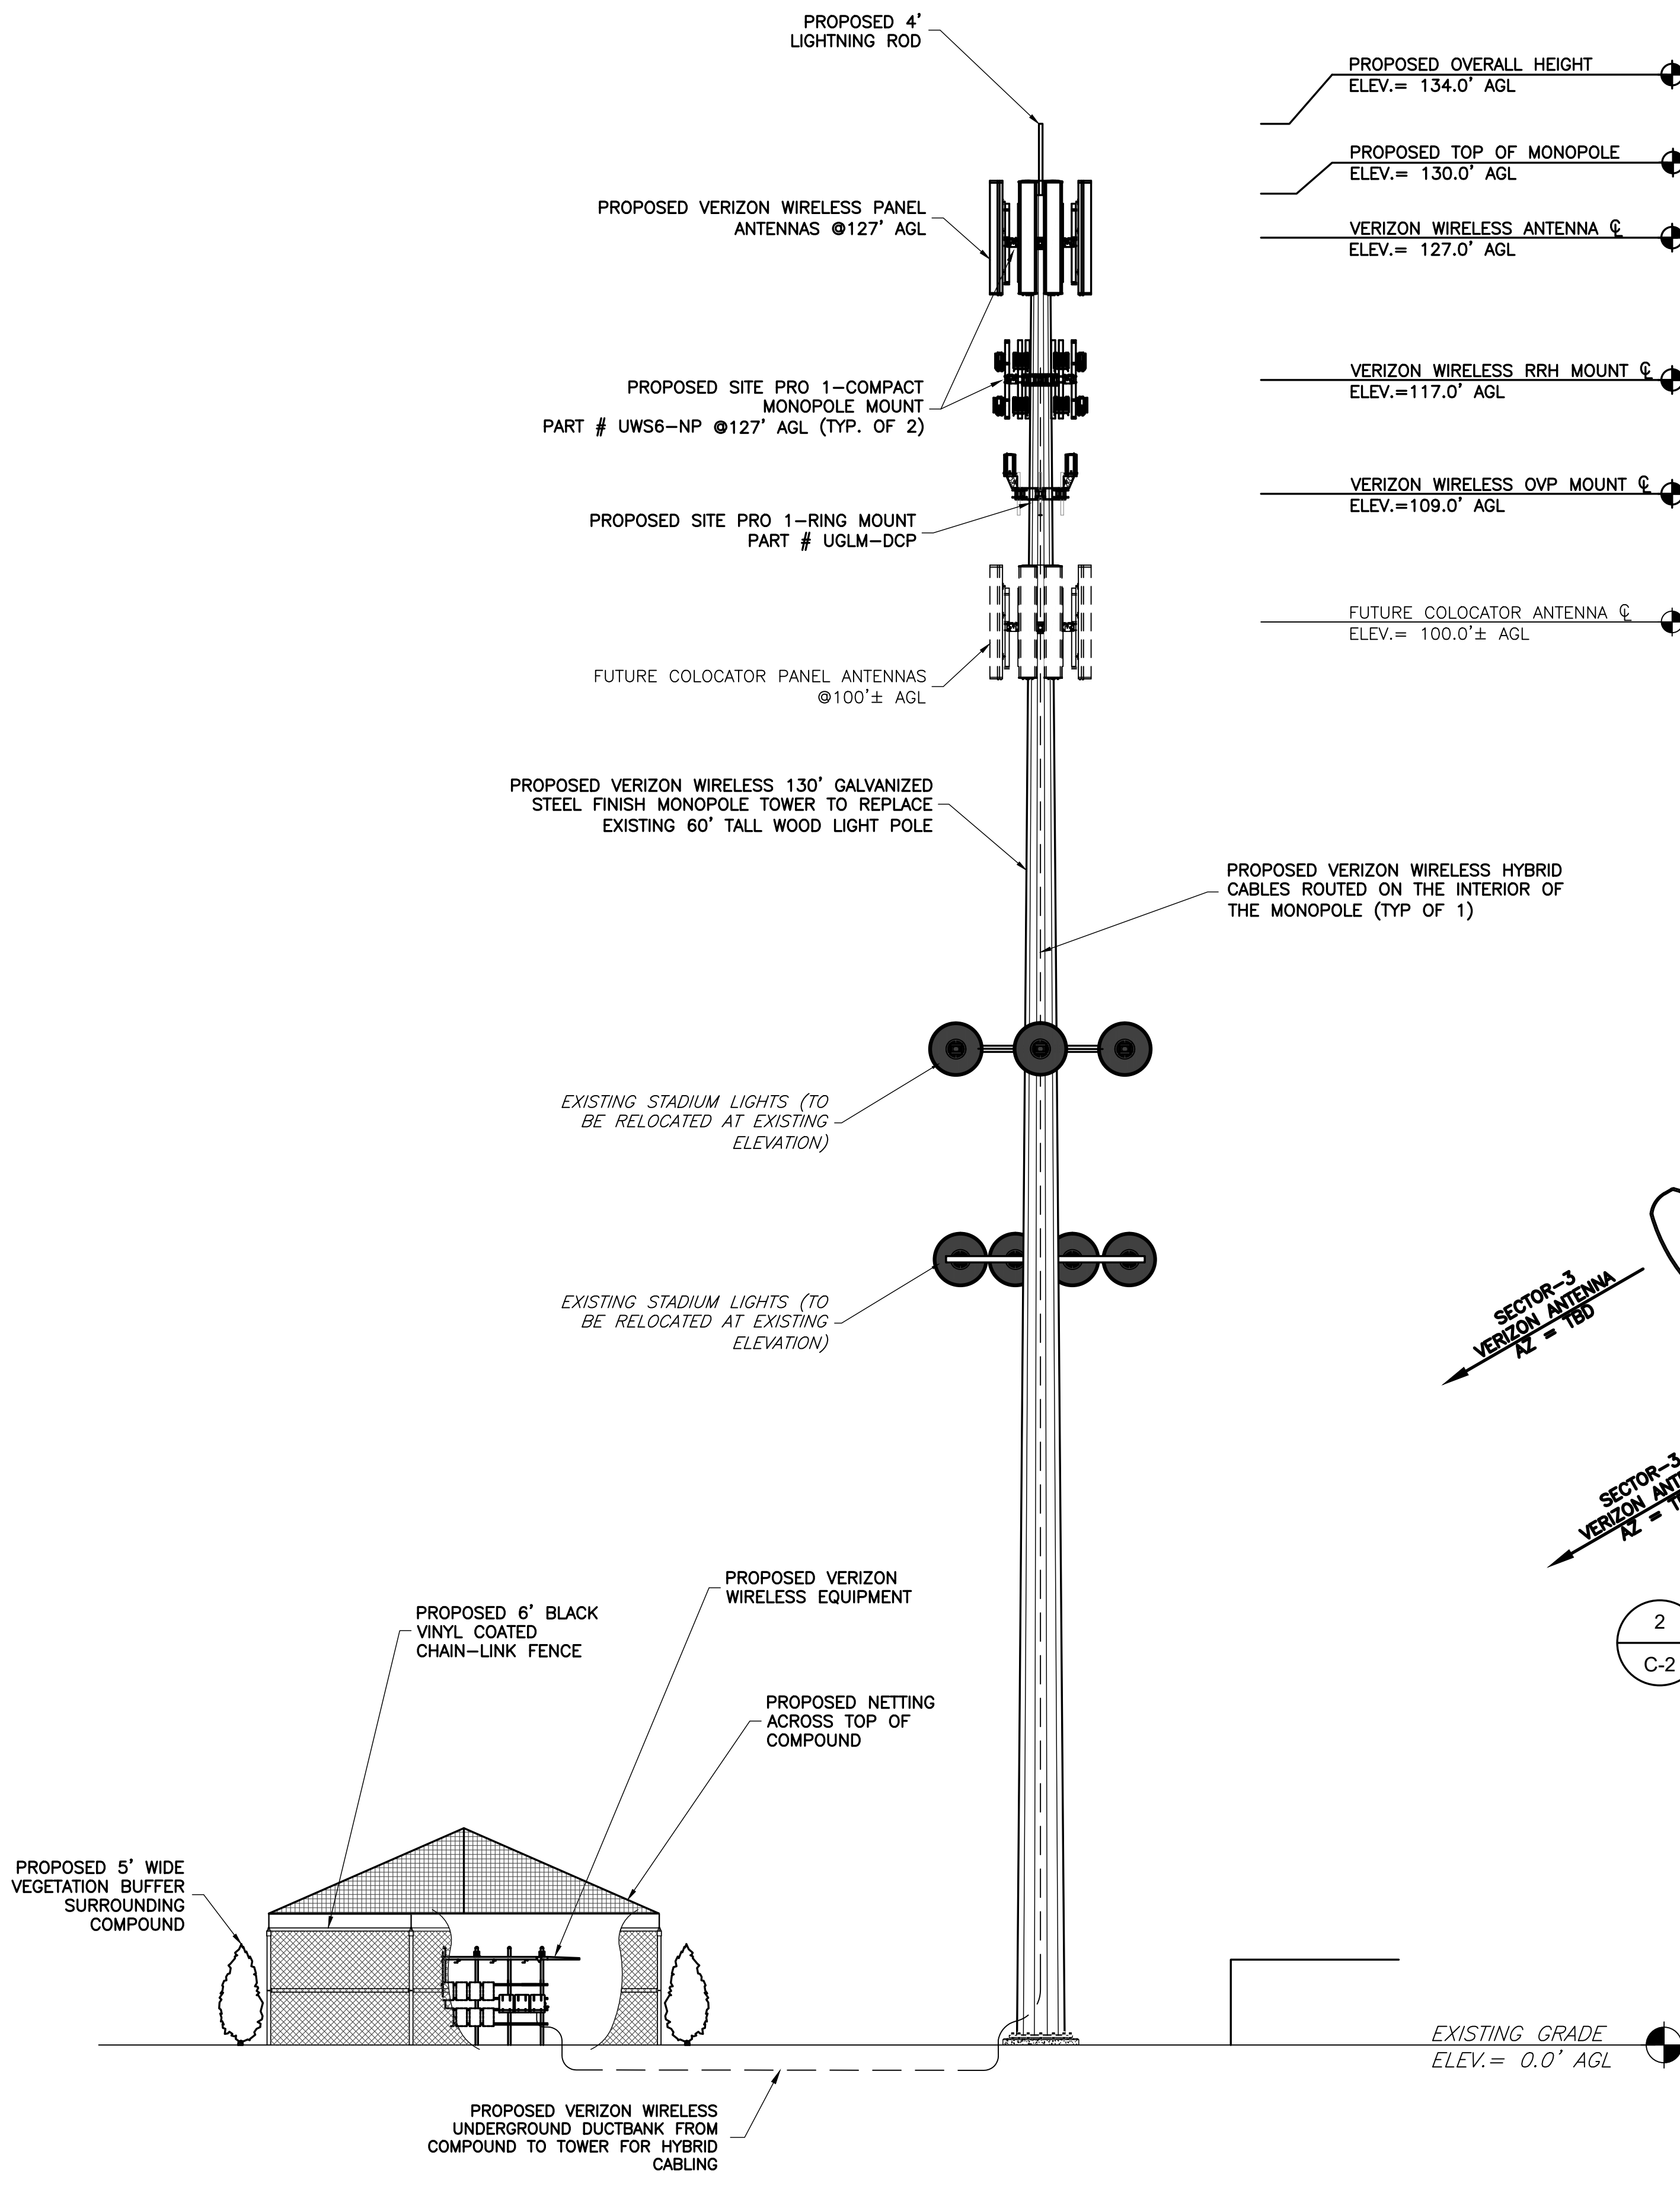 PROPOSED 4'
LIGHTNING ROD
PROPOSED OVERALL HEIGHT
ELEV.= 134.0' AGL
PROPOSED TOP OF MONOPOLE
ELEV.= 130.0' AGL
PROPOSED VERIZON WIRELESS PANEL
ANTENNAS @127' AGL
VERIZON WIRELESS ANTENNA ℄
ELEV.= 127.0' AGL
PROPOSED SITE PRO 1-COMPACT
MONOPOLE MOUNT
PART # UWS6-NP @127' AGL (TYP. OF 2)
VERIZON WIRELESS RRH MOUNT ℄
ELEV.=117.0' AGL
VERIZON WIRELESS OVP MOUNT ℄
ELEV.=109.0' AGL
PROPOSED SITE PRO 1-RING MOUNT
PART # UGLM-DCP
FUTURE COLOCATOR ANTENNA ℄
ELEV.= 100.0'± AGL
FUTURE COLOCATOR PANEL ANTENNAS
@100'± AGL
PROPOSED VERIZON WIRELESS 130' GALVANIZED
STEEL FINISH MONOPOLE TOWER TO REPLACE
EXISTING 60' TALL WOOD LIGHT POLE
PROPOSED VERIZON WIRELESS HYBRID
CABLES ROUTED ON THE INTERIOR OF
THE MONOPOLE (TYP OF 1)
EXISTING STADIUM LIGHTS (TO
BE RELOCATED AT EXISTING
ELEVATION)
EXISTING STADIUM LIGHTS (TO
BE RELOCATED AT EXISTING
ELEVATION)
SECTOR-3
VERIZON ANTENNA
AZ = TBD
SECTOR-3
VERIZON
AZ =
2
C-2
PROPOSED VERIZON
WIRELESS EQUIPMENT
PROPOSED 6' BLACK
VINYL COATED
CHAIN-LINK FENCE
PROPOSED NETTING
ACROSS TOP OF
COMPOUND
PROPOSED 5' WIDE
VEGETATION BUFFER
SURROUNDING
COMPOUND
EXISTING GRADE
ELEV.= 0.0' AGL
PROPOSED VERIZON WIRELESS
UNDERGROUND DUCTBANK FROM
COMPOUND TO TOWER FOR HYBRID
CABLING